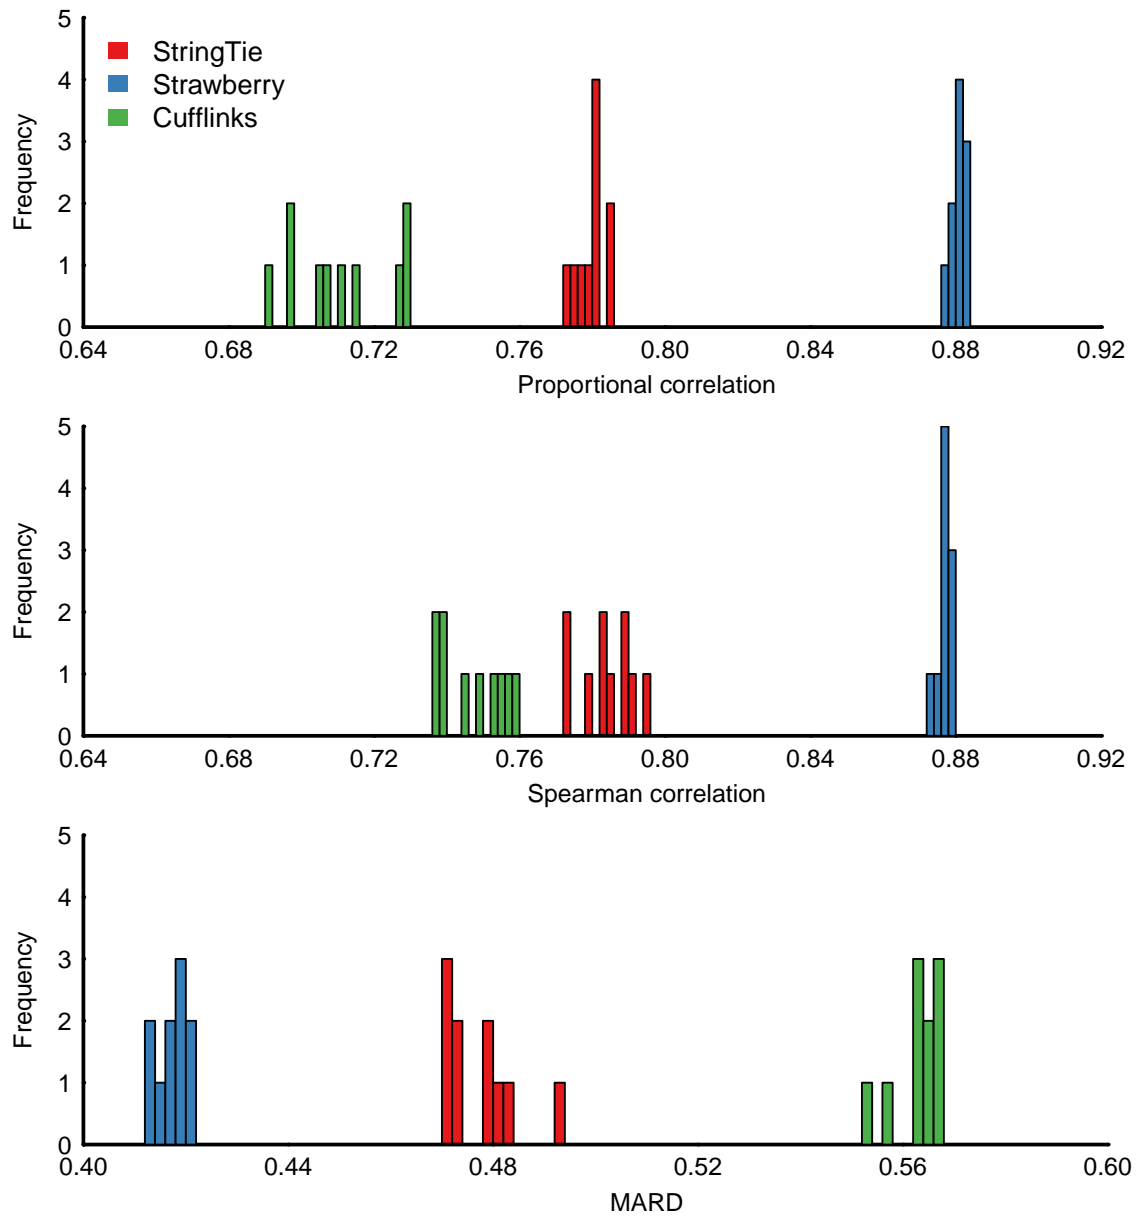 5
4
3
2
1
0
Frequency
StringTie
Strawberry
Cufflinks
0.64 0.68 0.72 0.76 0.80 0.84 0.88 0.92
Proportional correlation
5
4
3
2
1
0
Frequency
0.64 0.68 0.72 0.76 0.80 0.84 0.88 0.92
Spearman correlation
5
4
3
2
1
0
Frequency
0.40 0.44 0.48 0.52 0.56 0.60
MARD